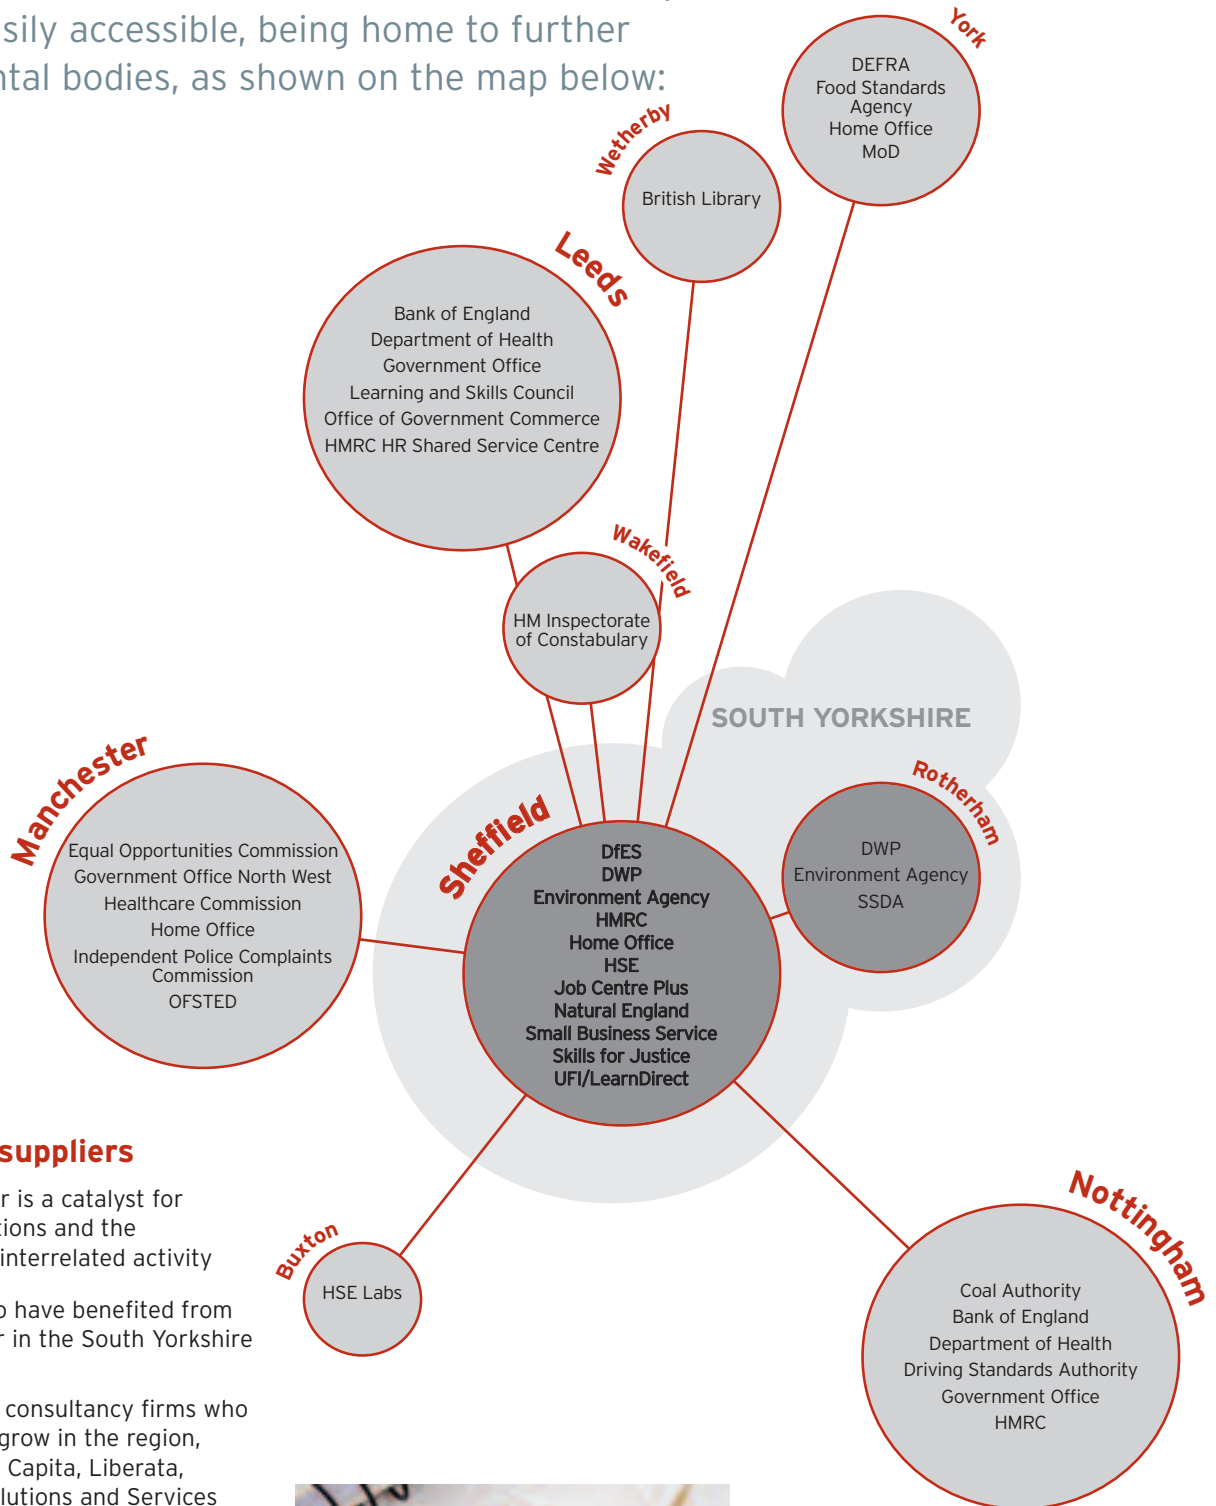 sily accessible, being home to further
ntal bodies, as shown on the map below:
York
DEFRA
Food Standards
Agency
Home Office
MoD
Wetherby
British Library
Leeds
Bank of England
Department of Health
Government Office
Learning and Skills Council
Office of Government Commerce
HMRC HR Shared Service Centre
Wakefield
HM Inspectorate
of Constabulary
SOUTH YORKSHIRE
Manchester
Equal Opportunities Commission
Government Office North West
Healthcare Commission
Home Office
Independent Police Complaints
Commission
OFSTED
Sheffield
DfES
DWP
Environment Agency
HMRC
Home Office
HSE
Job Centre Plus
Natural England
Small Business Service
Skills for Justice
UFI/LearnDirect
Rotherham
DWP
Environment Agency
SSDA
Buxton
HSE Labs
Nottingham
Coal Authority
Bank of England
Department of Health
Driving Standards Authority
Government Office
HMRC
suppliers
r is a catalyst for
tions and the
interrelated activity
o have benefited from
r in the South Yorkshire
consultancy firms who
grow in the region,
Capita, Liberata,
lutions and Services